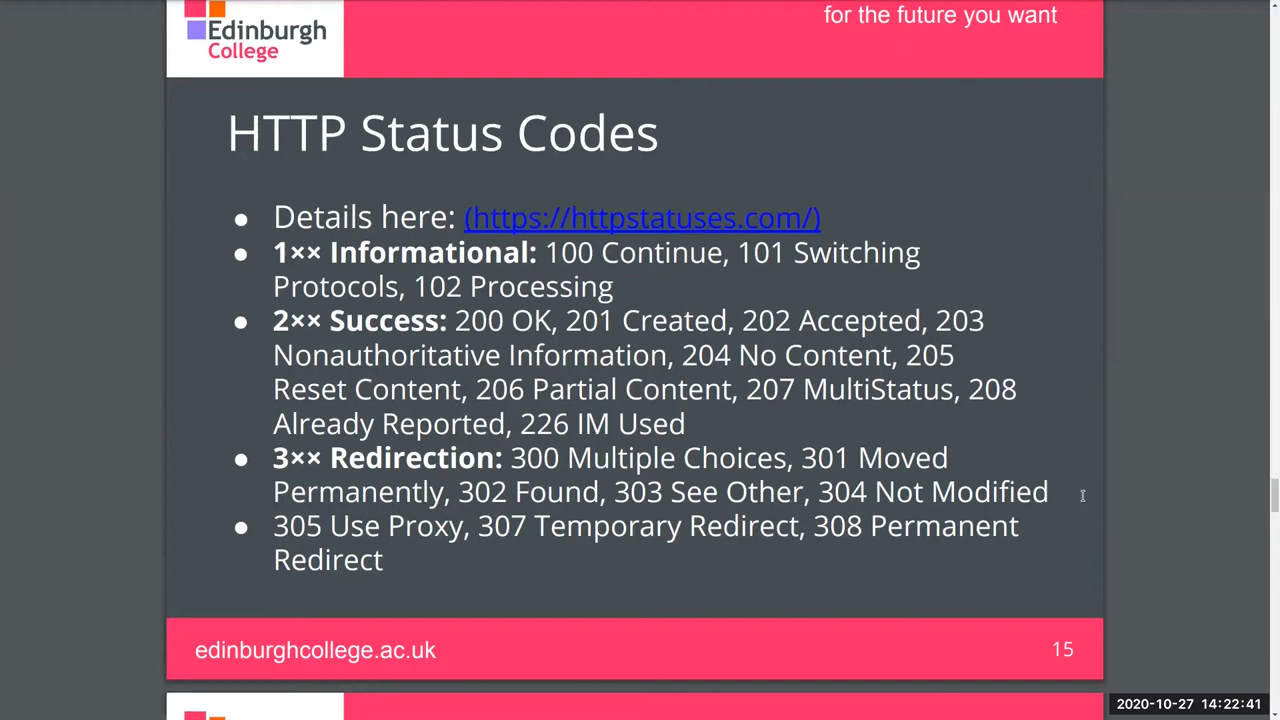 for the future you want
Edinburgh
College
HTTP Status Codes
● Details here: (https://httpstatuses.com/)
● 1×× Informational: 100 Continue, 101 Switching
Protocols, 102 Processing
● 2×× Success: 200 OK, 201 Created, 202 Accepted, 203
Nonauthoritative Information, 204 No Content, 205
Reset Content, 206 Partial Content, 207 MultiStatus, 208
Already Reported, 226 IM Used
● 3×× Redirection: 300 Multiple Choices, 301 Moved
Permanently, 302 Found, 303 See Other, 304 Not Modified
● 305 Use Proxy, 307 Temporary Redirect, 308 Permanent
Redirect
edinburghcollege.ac.uk
15
2020-10-27 14:22:41